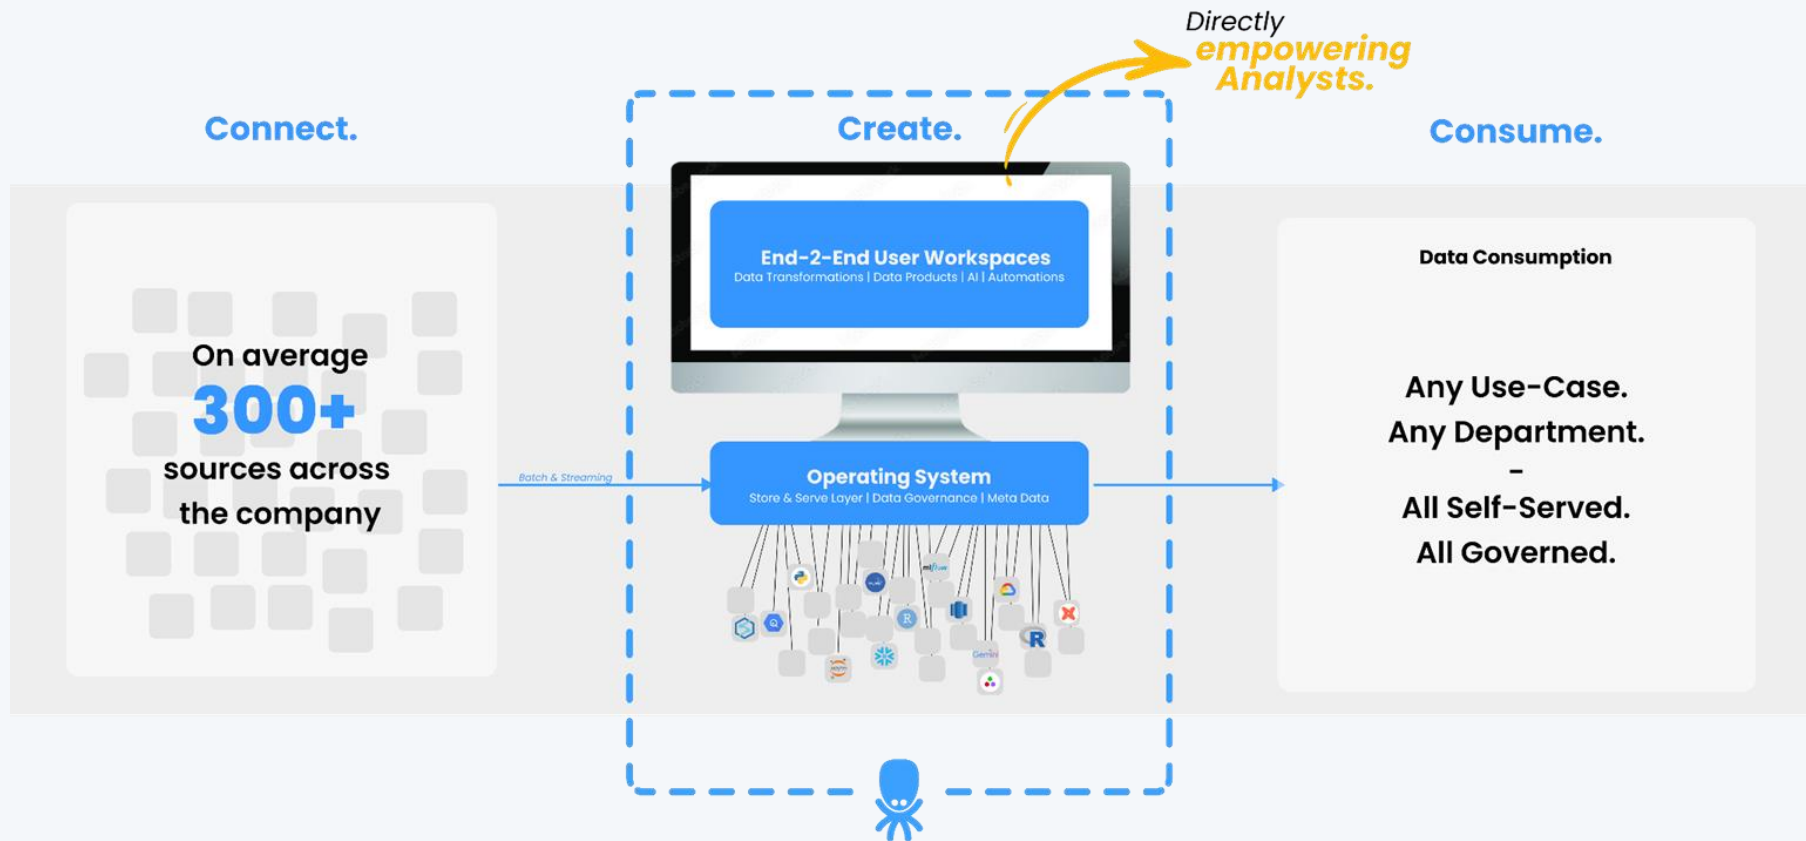 Directly
empowering
Analysts.
Connect.
Create.
Consume.
On average
300+
sources across
the company
Batch & Streaming
End-2-End User Workspaces
Data Transformations | Data Products | AI | Automations
Operating System
Store & Serve Layer | Data Governance | Meta Data
mlflow
R
R
Gemini
Data Consumption
Any Use-Case.
Any Department.
-
All Self-Served.
All Governed.